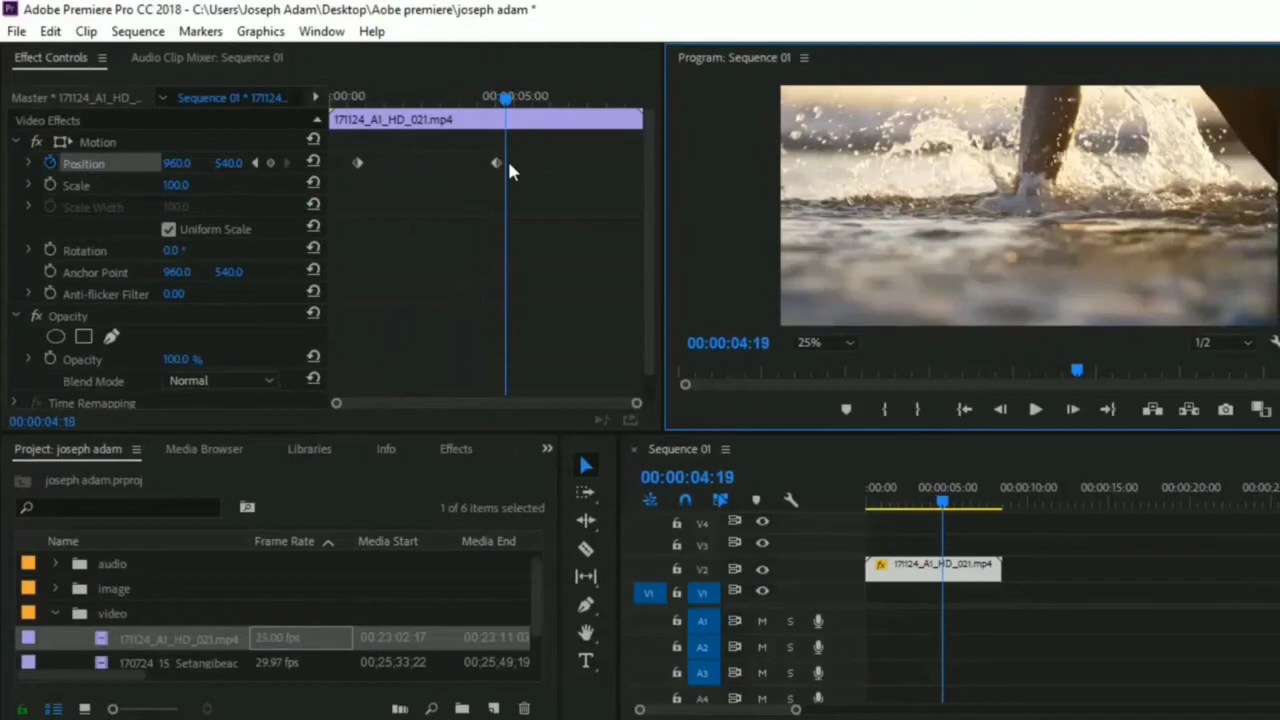 Pr Adobe Premiere Pro CC 2018 - C:\Users\Joseph Adam\Desktop\Aobe premiere\joseph adam *
File Edit Clip Sequence Markers Graphics Window Help
Effect Controls Audio Clip Mixer: Sequence 01
Program: Sequence 01
Master * 171124_A1_HD_... Sequence 01 * 171124...
:00:00 00:00:05:00
Video Effects
171124_A1_HD_021.mp4
fx Motion
Position 960.0 540.0
Scale 100.0
Scale Width 100.0
Uniform Scale
Rotation 0.0 °
Anchor Point 960.0 540.0
Anti-flicker Filter 0.00
fx Opacity
Opacity 100.0 %
Blend Mode Normal
Time Remapping
00:00:04:19
00:00:04:19 25% 1/2
Project: joseph adam Media Browser Libraries Info Effects
joseph adam.prproj
1 of 6 items selected
Name Frame Rate Media Start Media End
audio
image
video
171124_A1_HD_021.mp4 25.00 fps 00:23:02:17 00:23:11:03
170724_15_Setangibeac 29.97 fps 00;25;33;22 00;25;49;19
T
× Sequence 01
00:00:04:19
:00:00 00:00:05:00 00:00:10:00 00:00:15:00 00:00:20:00
V4
V3
V2
fx 171124_A1_HD_021.mp4
V1 V1
A1 M S
A2 M S
A3 M S
A4 M S